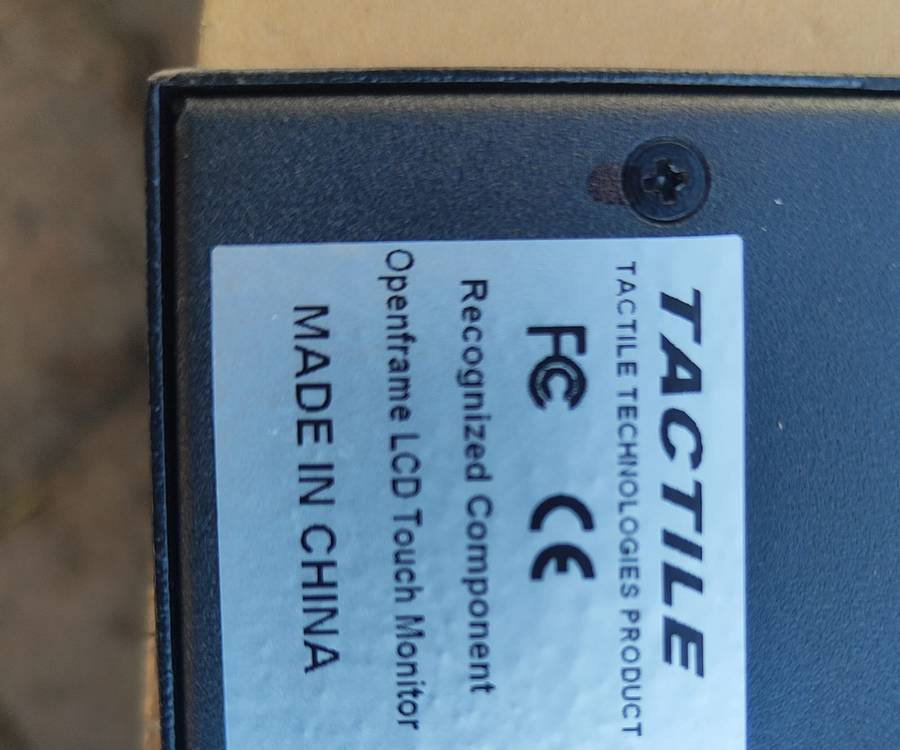 TACTILE
TACTILE TECHNOLOGIES PRODUCT
FC CE
Recognized Component
Openframe LCD Touch Monitor
MADE IN CHINA